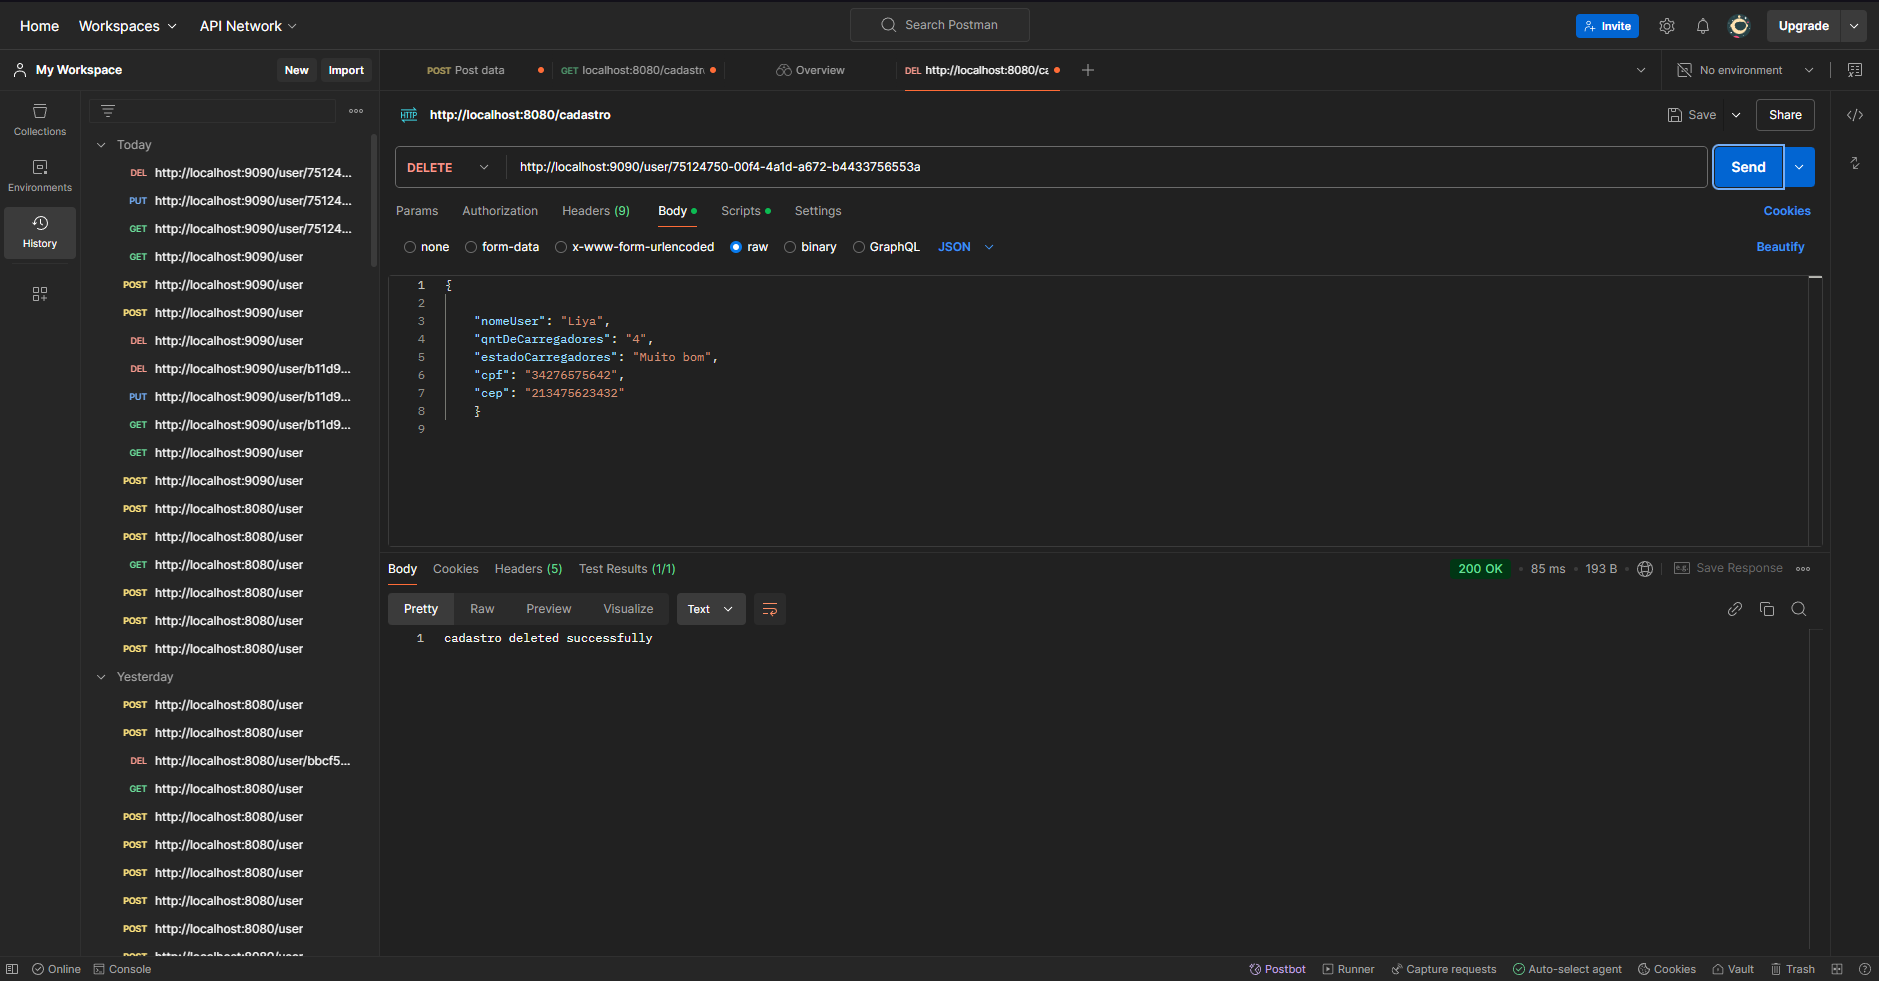 Home Workspaces API Network Search Postman Invite Upgrade
My Workspace New Import POST Post data GET localhost:8080/cadastr Overview DEL http://localhost:8080/ca No environment
Collections
Environments
History
Today
DEL http://localhost:9090/user/75124...
PUT http://localhost:9090/user/75124...
GET http://localhost:9090/user/75124...
GET http://localhost:9090/user
POST http://localhost:9090/user
POST http://localhost:9090/user
DEL http://localhost:9090/user
DEL http://localhost:9090/user/b11d9...
PUT http://localhost:9090/user/b11d9...
GET http://localhost:9090/user/b11d9...
GET http://localhost:9090/user
POST http://localhost:9090/user
POST http://localhost:8080/user
POST http://localhost:8080/user
GET http://localhost:8080/user
POST http://localhost:8080/user
POST http://localhost:8080/user
POST http://localhost:8080/user
Yesterday
POST http://localhost:8080/user
POST http://localhost:8080/user
DEL http://localhost:8080/user/bbcf5...
GET http://localhost:8080/user
POST http://localhost:8080/user
POST http://localhost:8080/user
POST http://localhost:8080/user
POST http://localhost:8080/user
POST http://localhost:8080/user
POST http://localhost:8080/user
HTTP http://localhost:8080/cadastro Save Share
DELETE http://localhost:9090/user/75124750-00f4-4a1d-a672-b4433756553a Send
Params Authorization Headers (9) Body Scripts Settings Cookies
none form-data x-www-form-urlencoded raw binary GraphQL JSON Beautify
1 {
2
3 "nomeUser": "Liya",
4 "qntDeCarregadores": "4",
5 "estadoCarregadores": "Muito bom",
6 "cpf": "34276575642",
7 "cep": "213475623432"
8 }
9
Body Cookies Headers (5) Test Results (1/1) 200 OK 85 ms 193 B Save Response
Pretty Raw Preview Visualize Text
1 cadastro deleted successfully
Online Console Postbot Runner Capture requests Auto-select agent Cookies Vault Trash